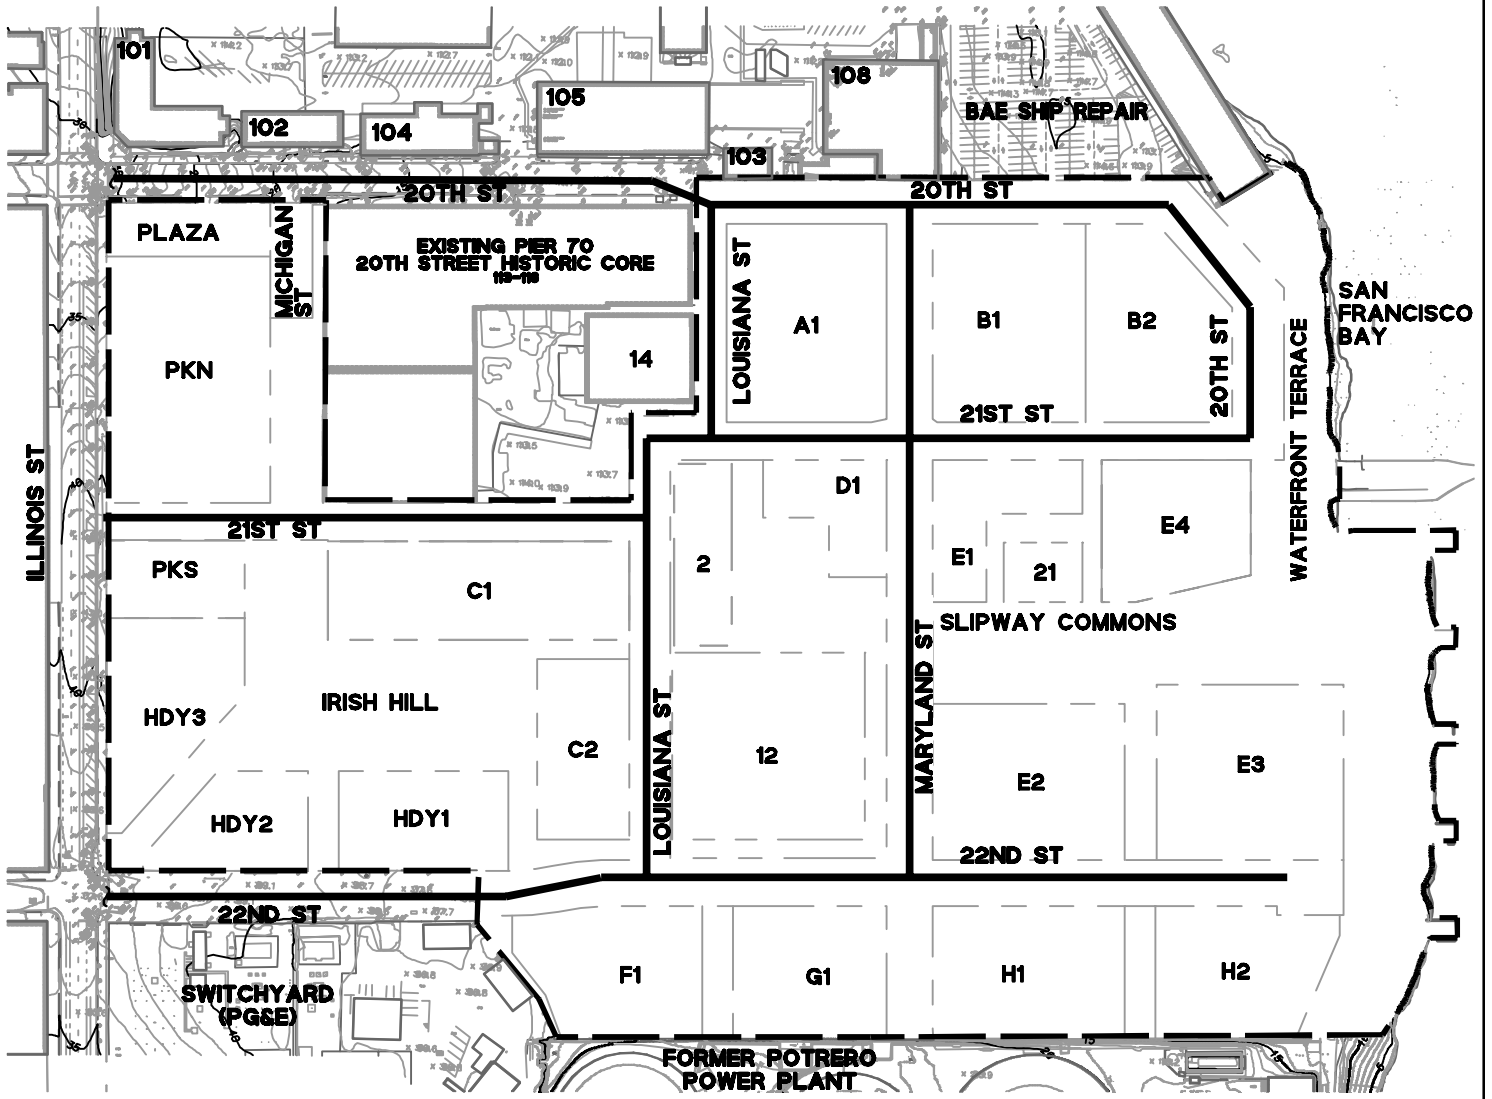 101
102
104
105
103
108
BAE SHIP REPAIR
20TH ST
20TH ST
PLAZA
MICHIGAN
ST
EXISTING PIER 70
20TH STREET HISTORIC CORE
113-116
LOUISIANA ST
A1
B1
B2
20TH ST
WATERFRONT TERRACE
SAN
FRANCISCO
BAY
PKN
14
21ST ST
ILLINOIS ST
21ST ST
PKS
C1
2
D1
E1
21
E4
SLIPWAY COMMONS
HDY3
IRISH HILL
C2
LOUISIANA ST
12
MARYLAND ST
E2
E3
HDY2
HDY1
22ND ST
22ND ST
SWITCHYARD
(PG&E)
F1
G1
H1
H2
FORMER POTRERO
POWER PLANT